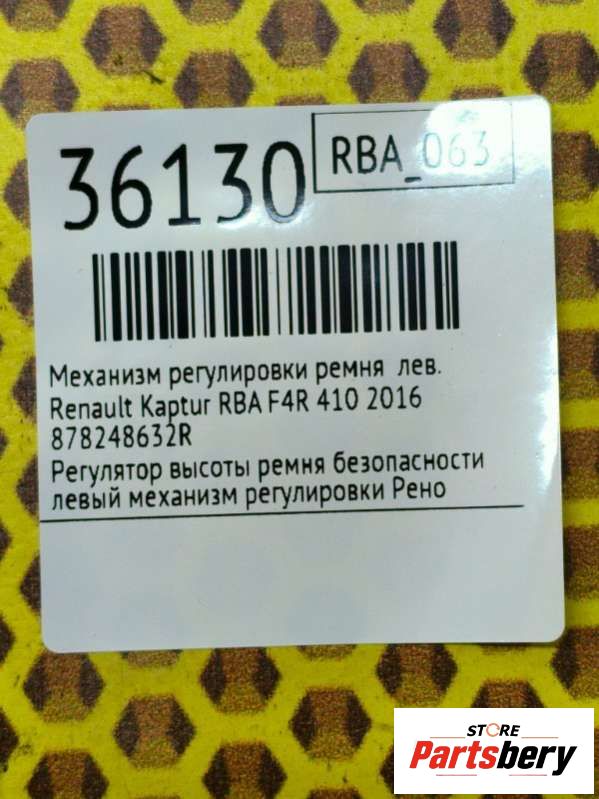 36130
RBA_063
Механизм регулировки ремня лев.
Renault Kaptur RBA F4R 410 2016
878248632R
Регулятор высоты ремня безопасности
левый механизм регулировки Рено
STORE
Partsbery